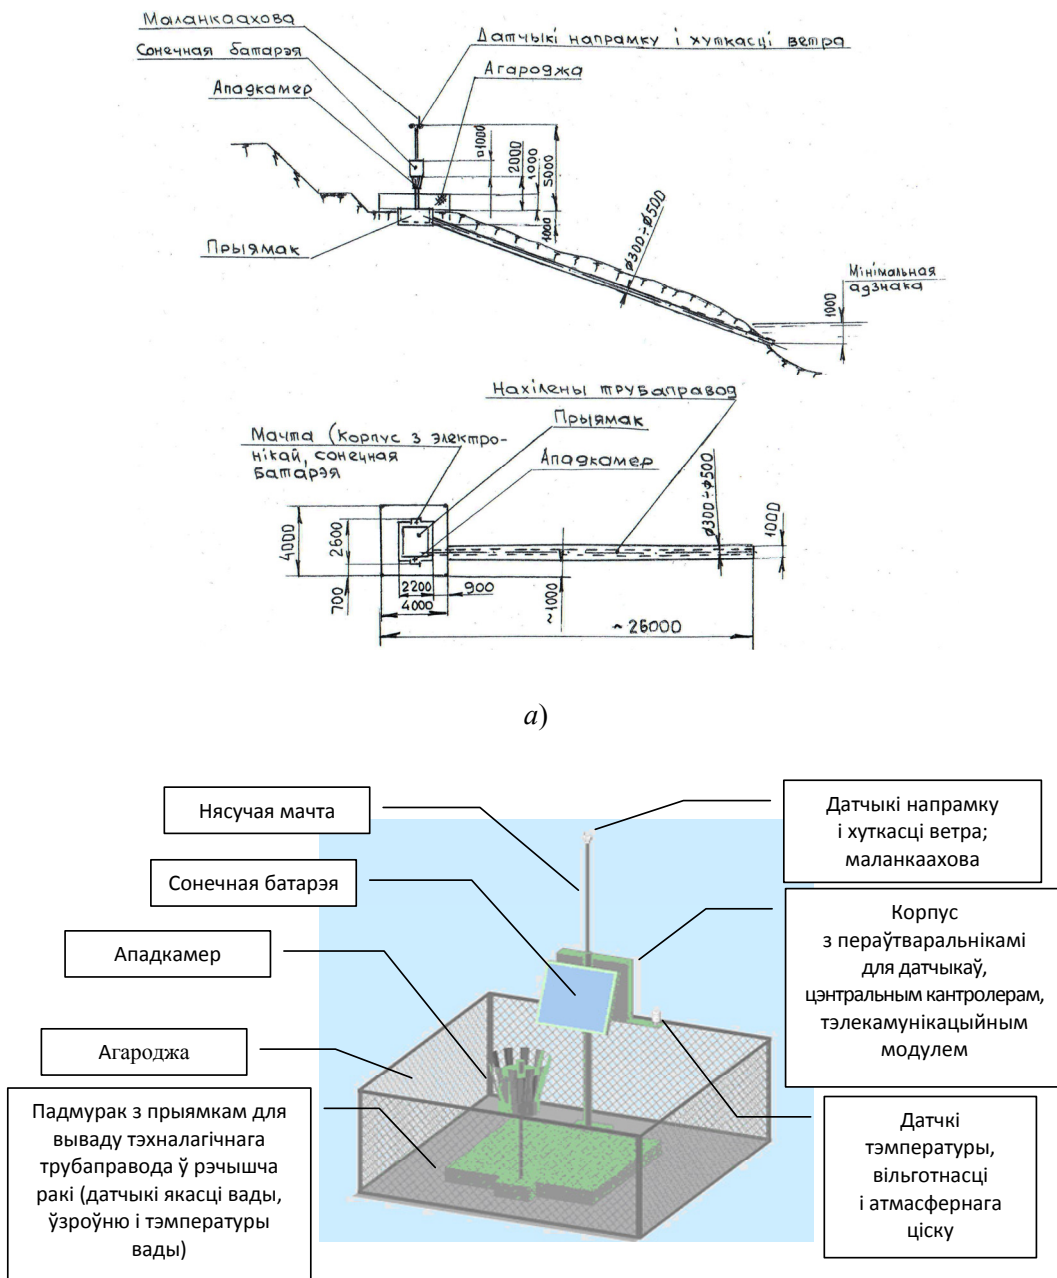 Маланкаахова
Сонечная батарэя
Датчыкі напрамку і хуткасці ветра
Агароджа
Ападкамер
□1000
2000
1000
5000
1000
ø300÷ø500
Прыямак
Мінімальная
адзнака
1000
Нахілены трубаправод
Прыямак
Мачта (корпус з электро-
нікай, сонечная
батарэя
Ападкамер
ø300÷ø500
1000
4000
2600
700
2200
900
4000
~1000
~26000
а)
Нясучая мачта
Датчыкі напрамку
і хуткасці ветра;
маланкаахова
Сонечная батарэя
Корпус
з пераўтваральнікамі
для датчыкаў,
цэнтральным кантролерам,
тэлекамунікацыйным
модулем
Ападкамер
Агароджа
Падмурак з прыямкам для
вываду тэхналагічнага
трубаправода ў рэчышча
ракі (датчыкі якасці вады,
ўзроўню і тэмпературы
вады)
Датчкі
тэмпературы,
вільготнасці
і атмасфернага
ціску